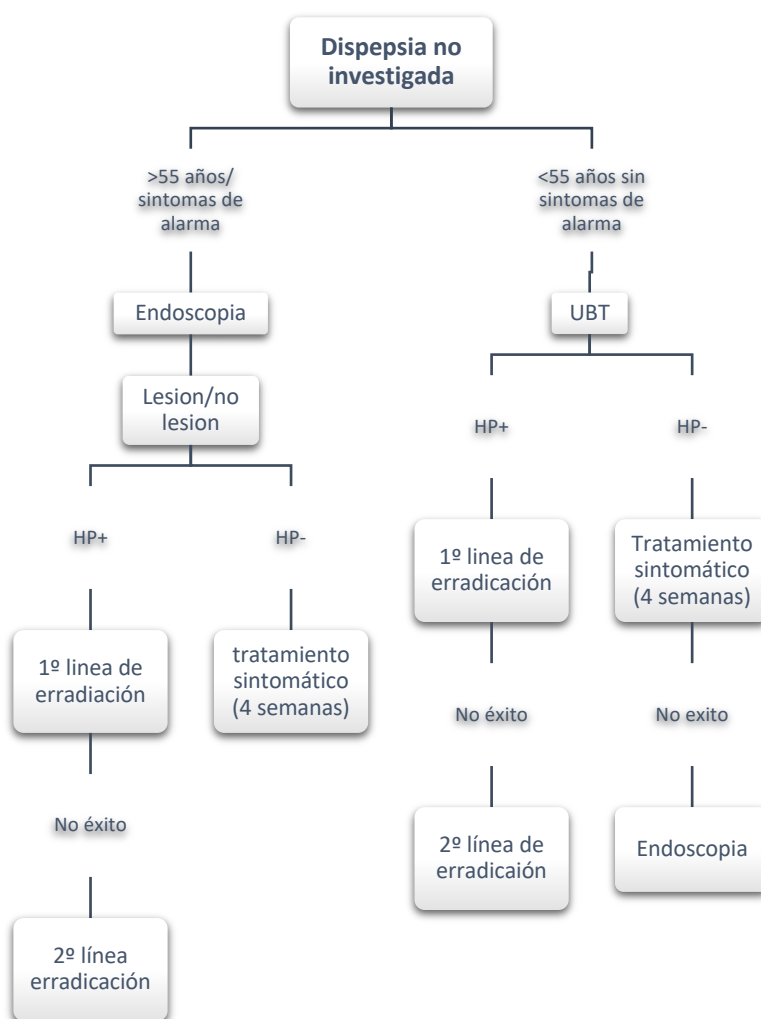 Dispepsia no
investigada
>55 años/
sintomas de
alarma
<55 años sin
sintomas de
alarma
Endoscopia
UBT
Lesion/no
lesion
HP+
HP-
HP+
HP-
1º linea de
erradicación
Tratamiento
sintomático
(4 semanas)
1º linea de
erradiación
tratamiento
sintomático
(4 semanas)
No éxito
No exito
No éxito
2º línea de
erradicaión
Endoscopia
2º línea
erradicación